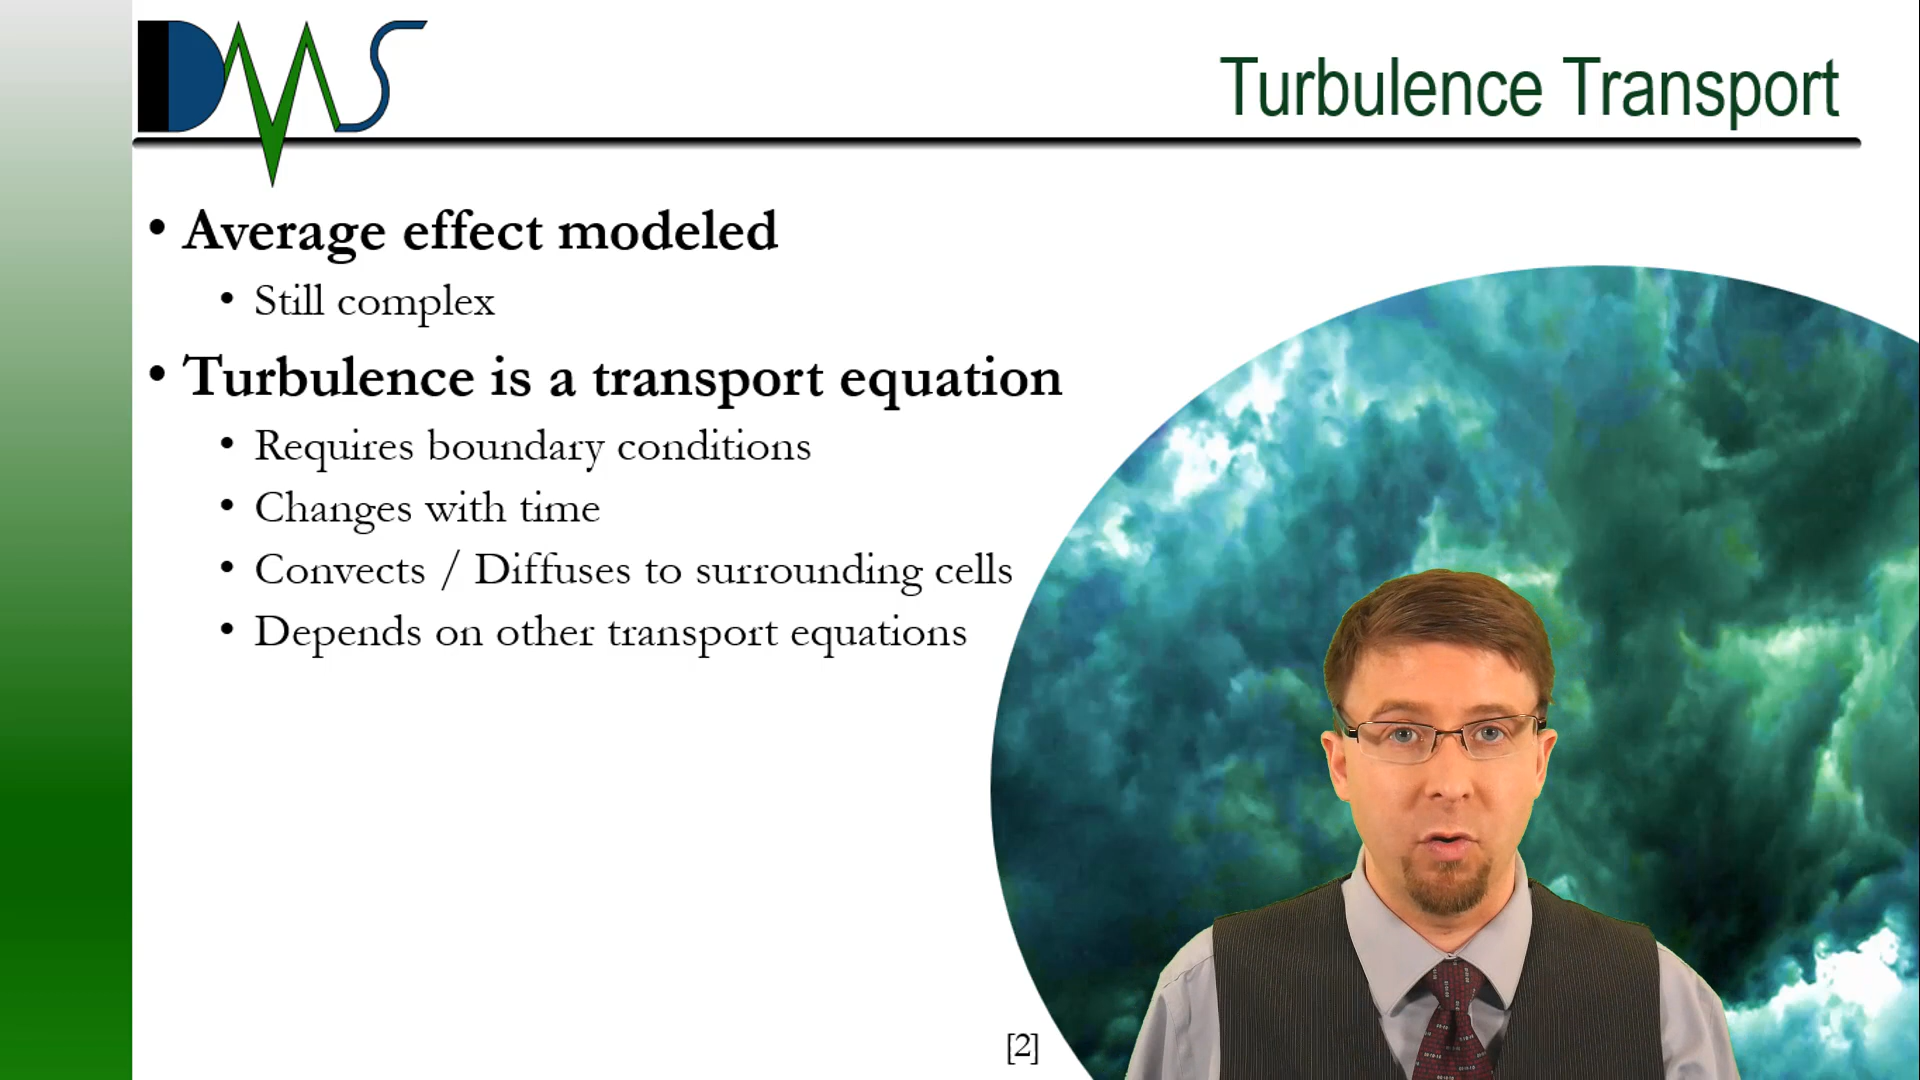 DMS
Turbulence Transport
• Average effect modeled
• Still complex
• Turbulence is a transport equation
• Requires boundary conditions
• Changes with time
• Convects / Diffuses to surrounding cells
• Depends on other transport equations
[2]